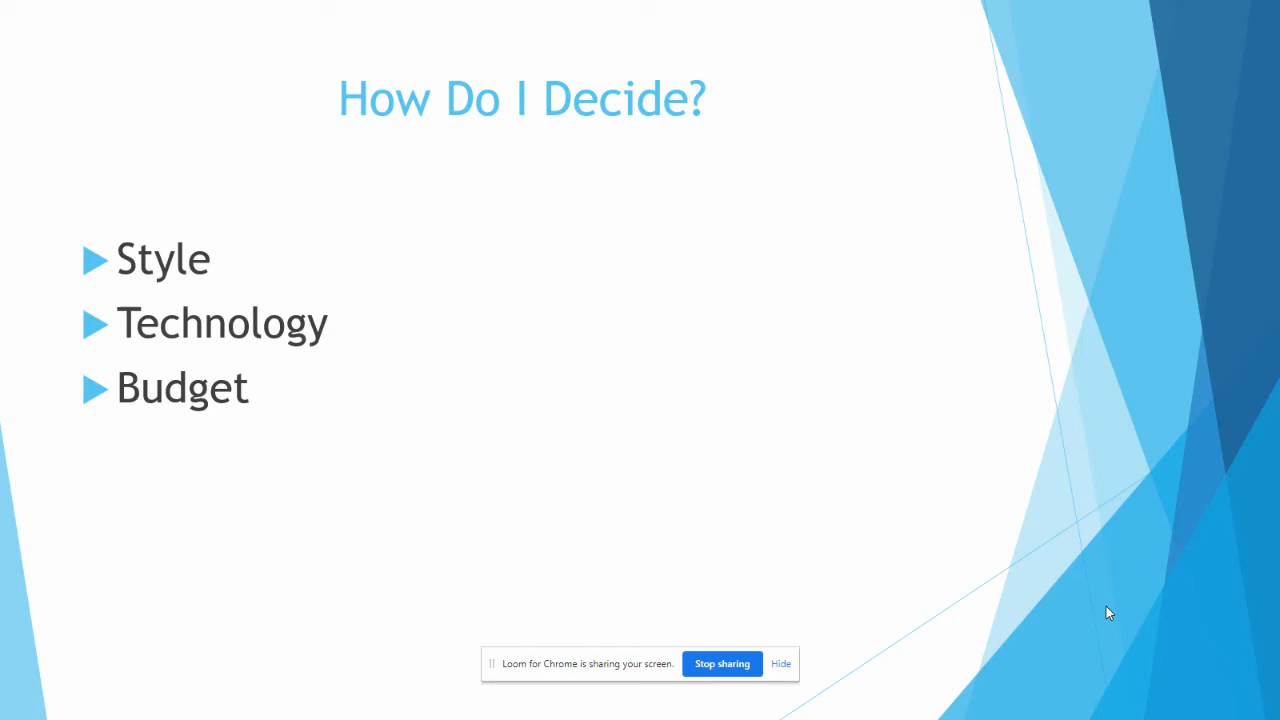 How Do I Decide?
Style
Technology
Budget
Loom for Chrome is sharing your screen. Stop sharing Hide